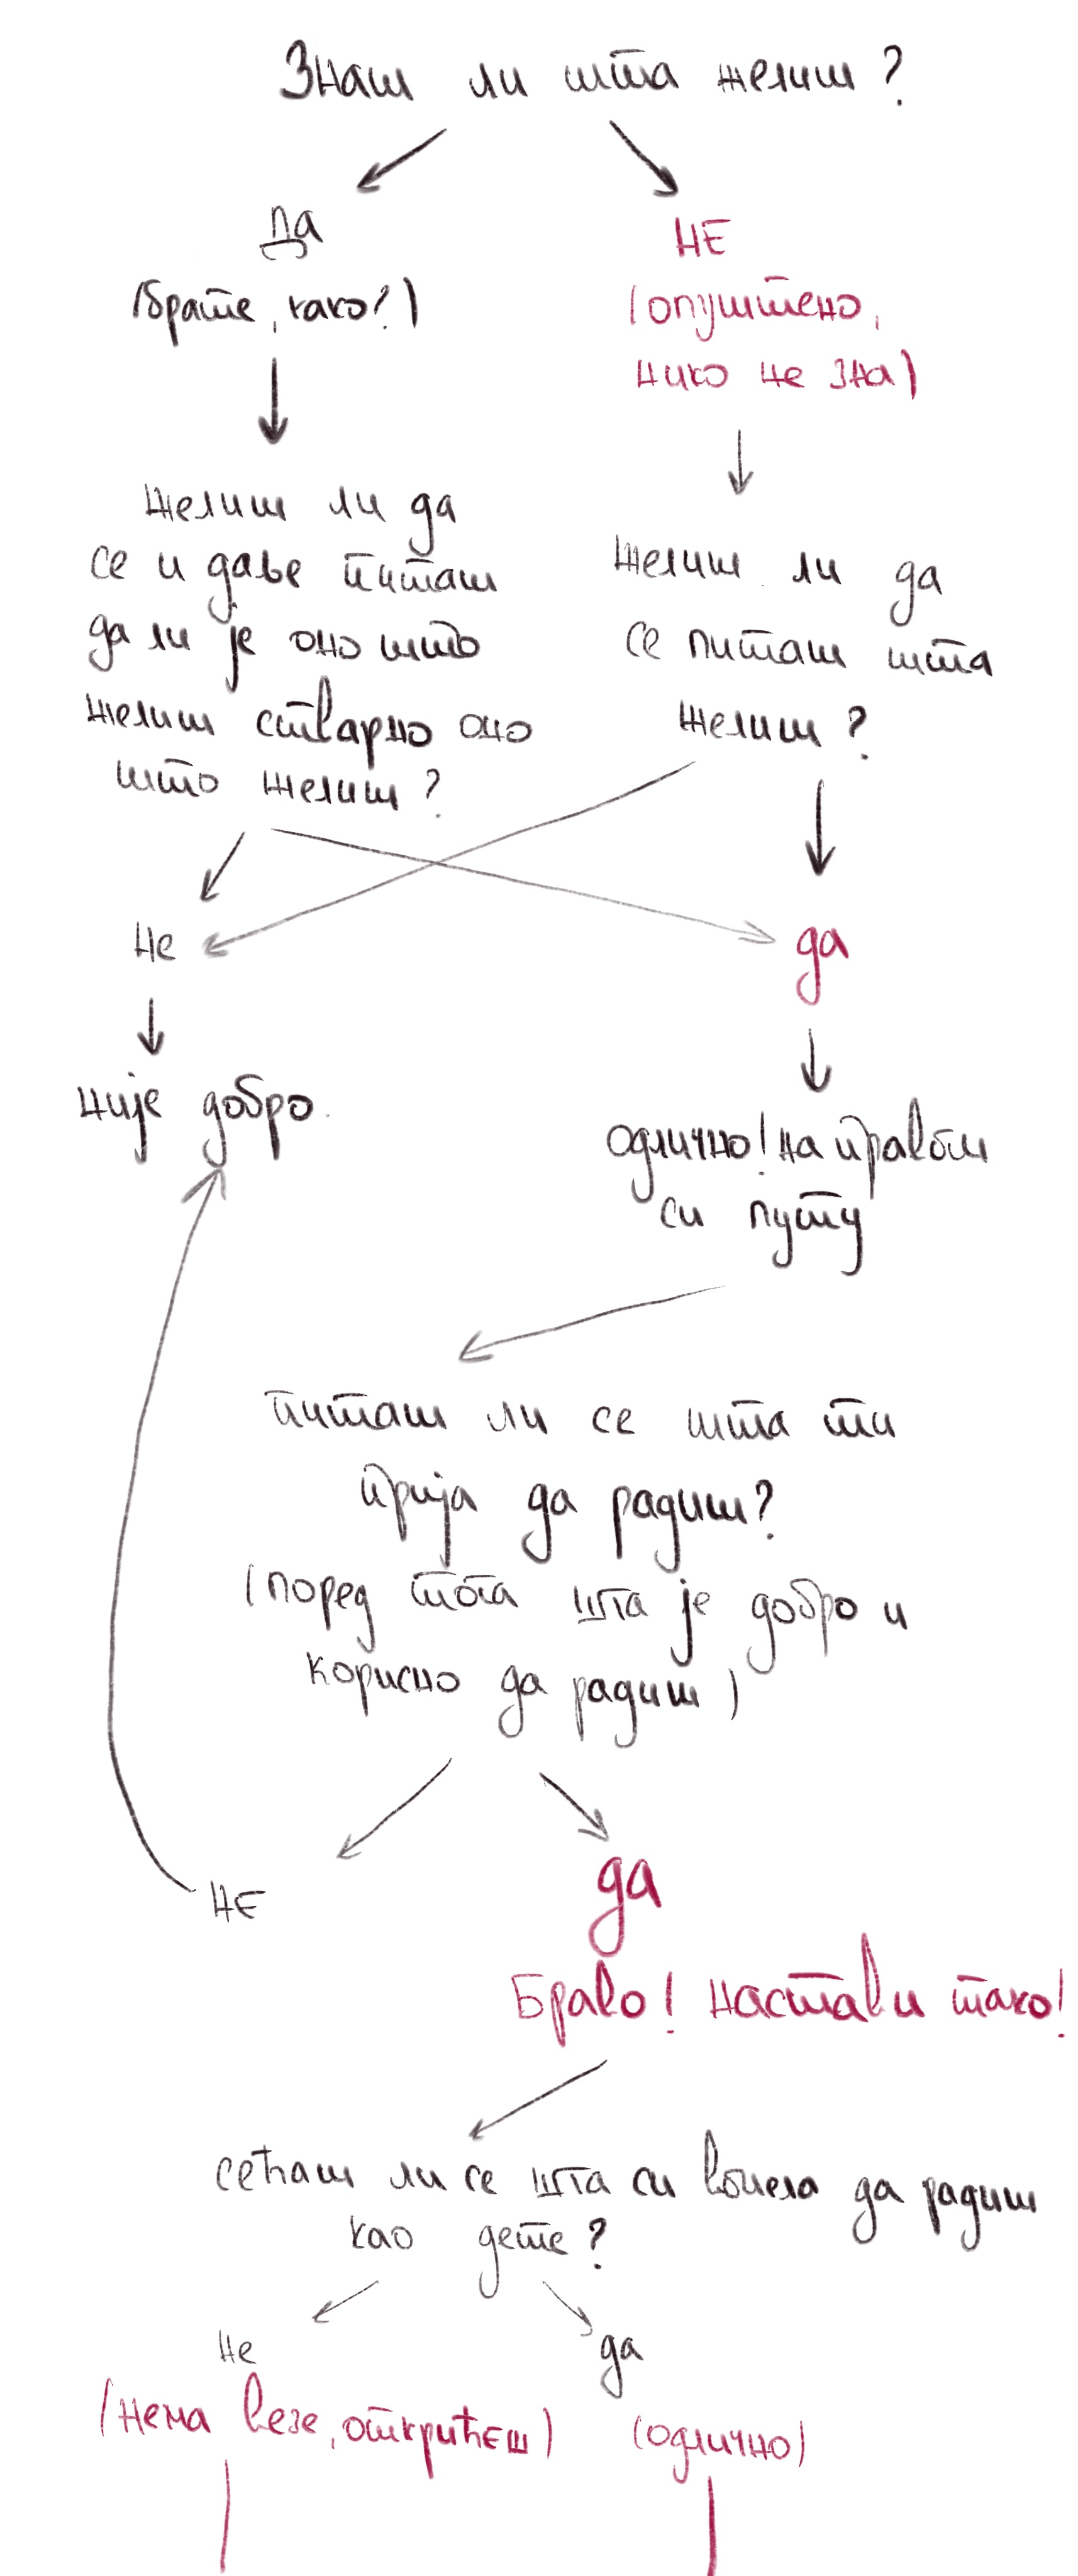 Знаш ли шта желиш?
ДА
(брате, како?)
НЕ
(опуштено,
нико не зна)
Желиш ли да
се и даље питаш
да ли је оно што
желиш стварно оно
што желиш?
Желиш ли да
се питаш шта
желиш?
Не
да
није добро.
Одлично! на правом
си путу
питаш ли се шта ти
прија да радиш?
(поред тога шта је добро и
корисно да радиш)
НЕ
да
Браво! Настави тако!
сећаш ли се шта си волела да радиш
као дете?
Не
да
(нема везе, открићеш)
(одлично)